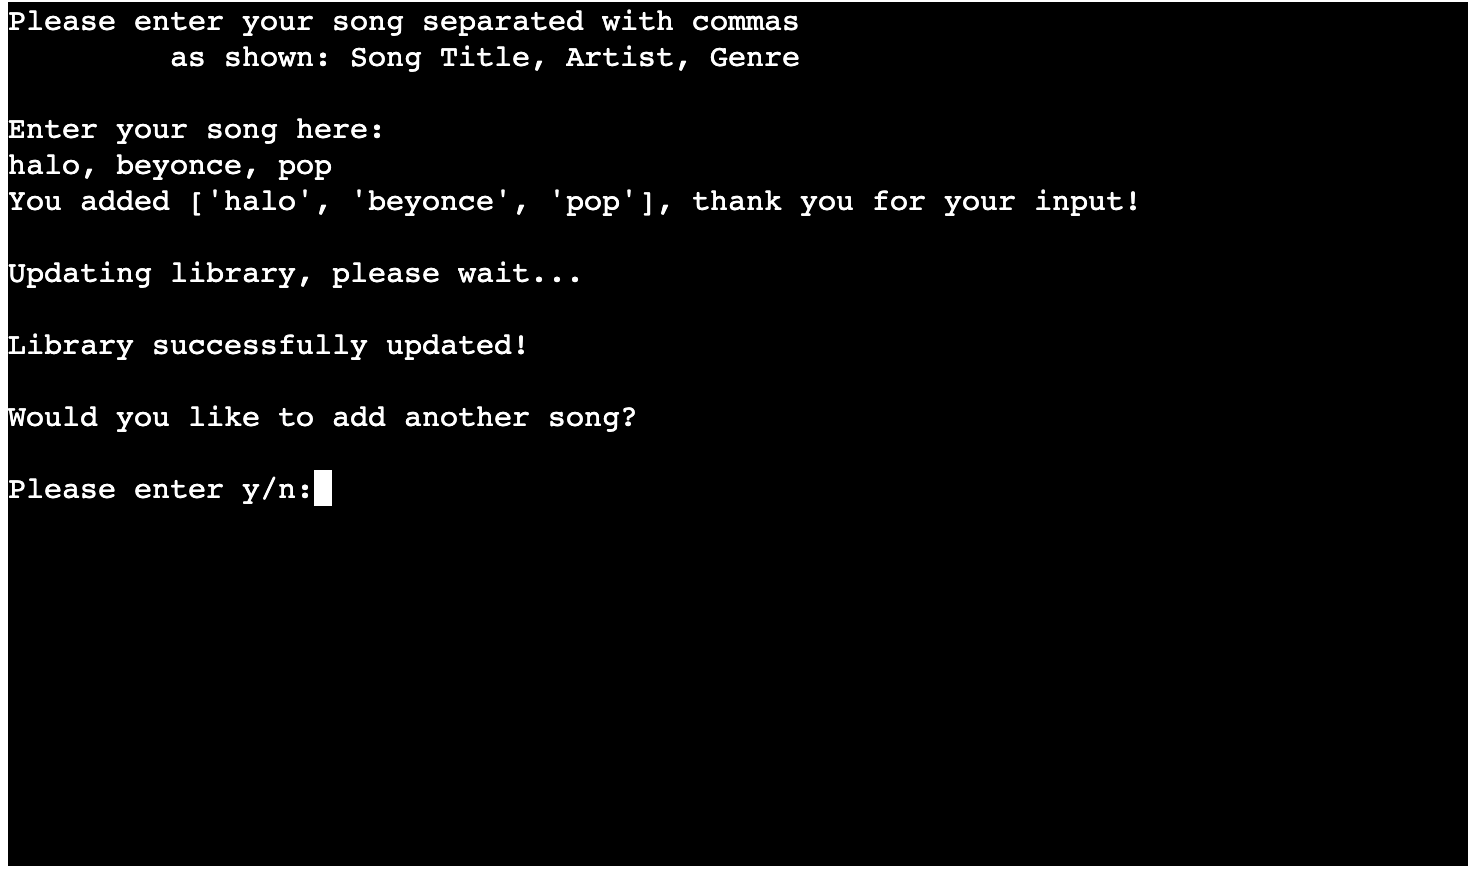 Please enter your song separated with commas
as shown: Song Title, Artist, Genre
Enter your song here:
halo, beyonce, pop
You added ['halo', 'beyonce', 'pop'], thank you for your input!
Updating library, please wait...
Library successfully updated!
Would you like to add another song?
Please enter y/n: